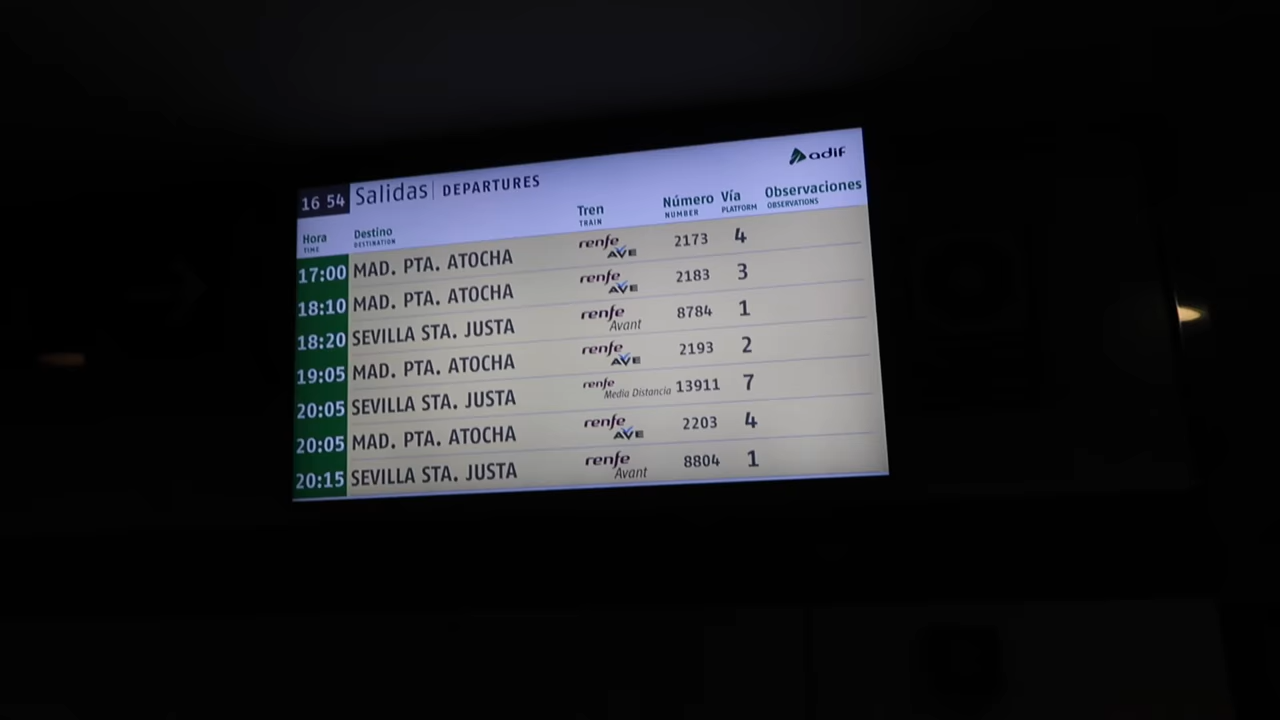 adif
16 54 Salidas | DEPARTURES
Hora Destino Tren Número Vía Observaciones
TIME DESTINATION TRAIN NUMBER PLATFORM OBSERVATIONS
17:00 MAD. PTA. ATOCHA renfe AVE 2173 4
18:10 MAD. PTA. ATOCHA renfe AVE 2183 3
18:20 SEVILLA STA. JUSTA renfe Avant 8784 1
19:05 MAD. PTA. ATOCHA renfe AVE 2193 2
20:05 SEVILLA STA. JUSTA renfe Media Distancia 13911 7
20:05 MAD. PTA. ATOCHA renfe AVE 2203 4
20:15 SEVILLA STA. JUSTA renfe Avant 8804 1